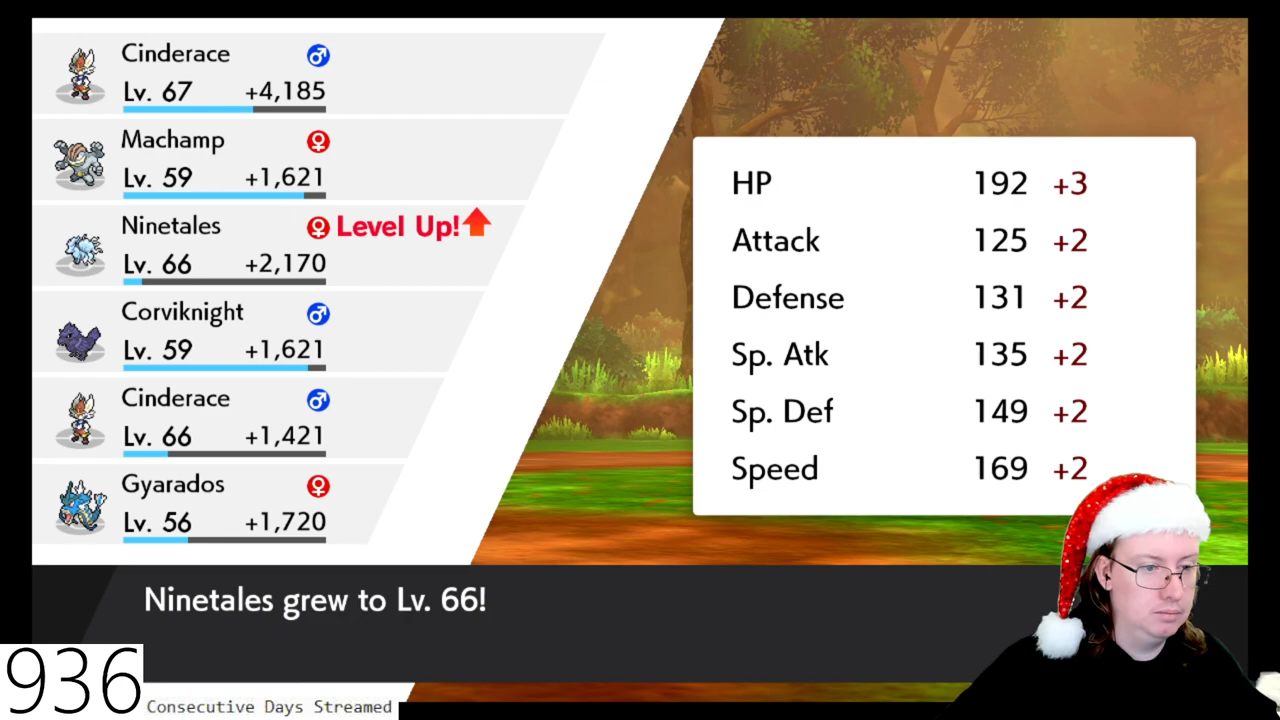 Cinderace ♂
Lv. 67 +4,185
Machamp ♀
Lv. 59 +1,621
Ninetales ♀ Level Up!
Lv. 66 +2,170
Corviknight ♂
Lv. 59 +1,621
Cinderace ♂
Lv. 66 +1,421
Gyarados ♀
Lv. 56 +1,720
HP 192 +3
Attack 125 +2
Defense 131 +2
Sp. Atk 135 +2
Sp. Def 149 +2
Speed 169 +2
Ninetales grew to Lv. 66!
936
Consecutive Days Streamed